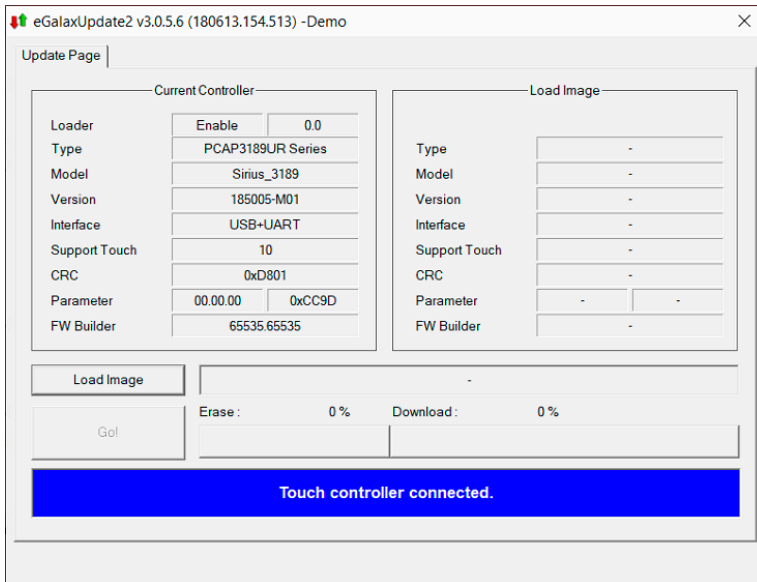 eGalaxUpdate2 v3.0.5.6 (180613.154.513) -Demo
Update Page
Current Controller
Loader Enable 0.0
Type PCAP3189UR Series
Model Sirius_3189
Version 185005-M01
Interface USB+UART
Support Touch 10
CRC 0xD801
Parameter 00.00.00 0xCC9D
FW Builder 65535.65535
Load Image
Type -
Model -
Version -
Interface -
Support Touch -
CRC -
Parameter - -
FW Builder -
Load Image -
Erase : 0 % Download : 0 %
Go!
Touch controller connected.